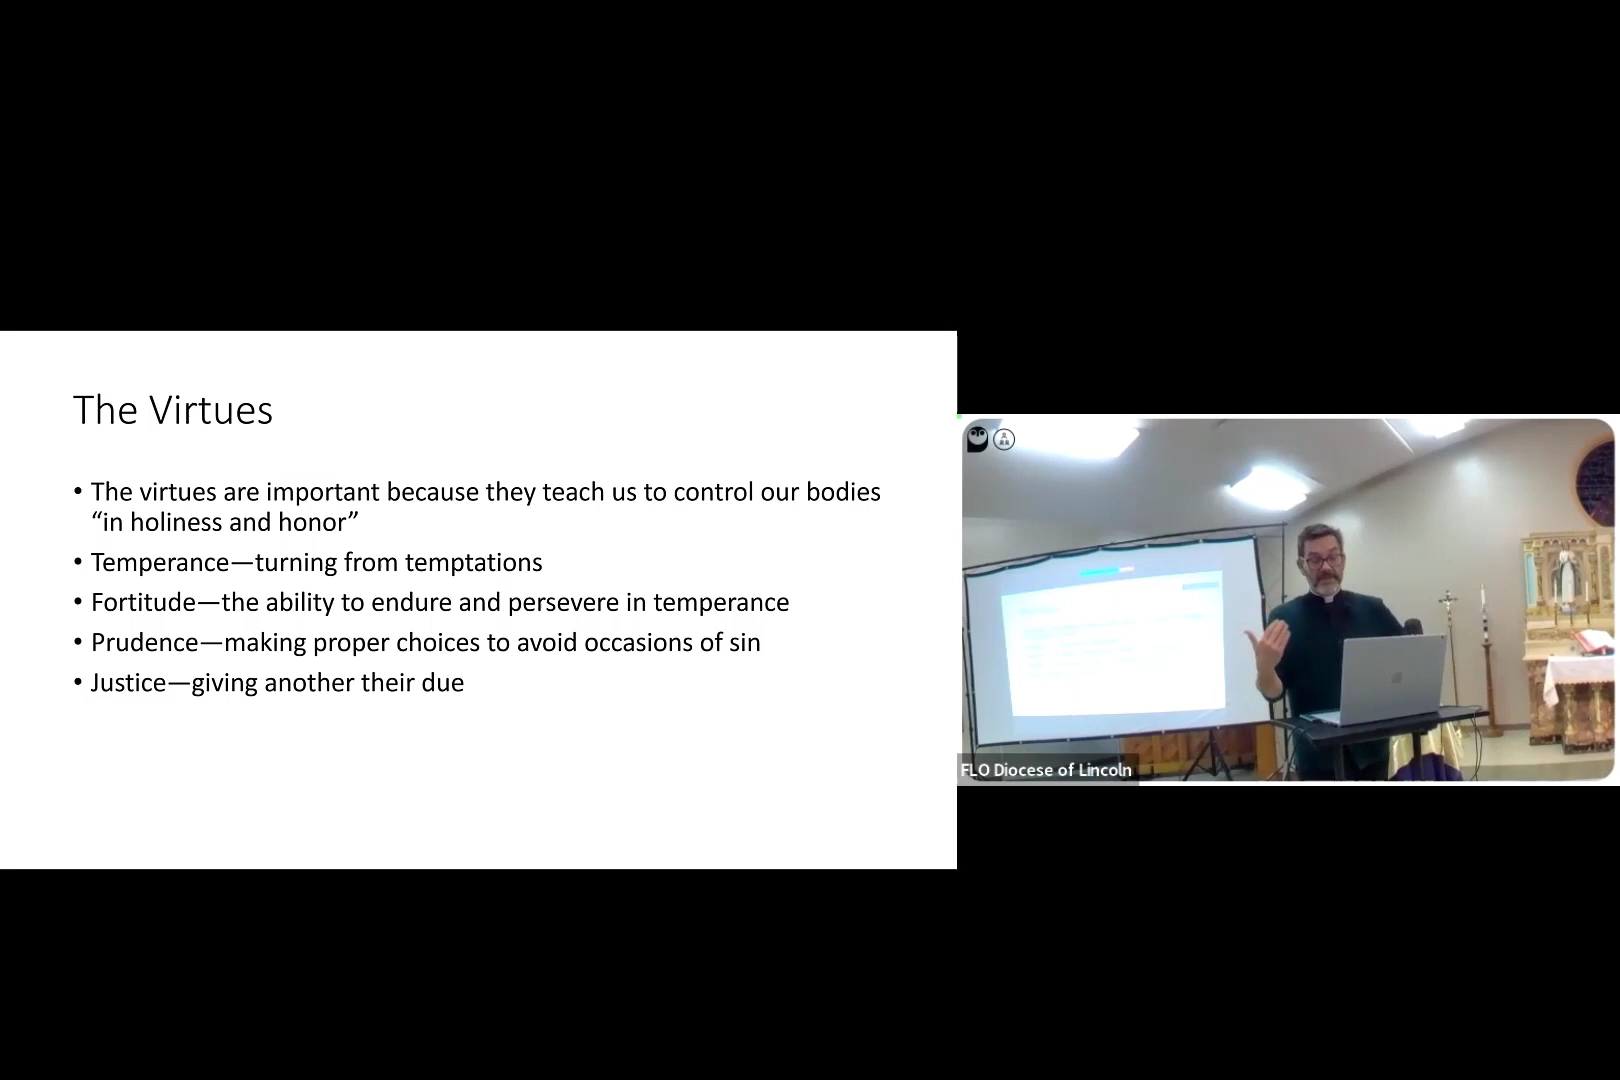 The Virtues
• The virtues are important because they teach us to control our bodies
“in holiness and honor”
• Temperance—turning from temptations
• Fortitude—the ability to endure and persevere in temperance
• Prudence—making proper choices to avoid occasions of sin
• Justice—giving another their due
FLO Diocese of Lincoln